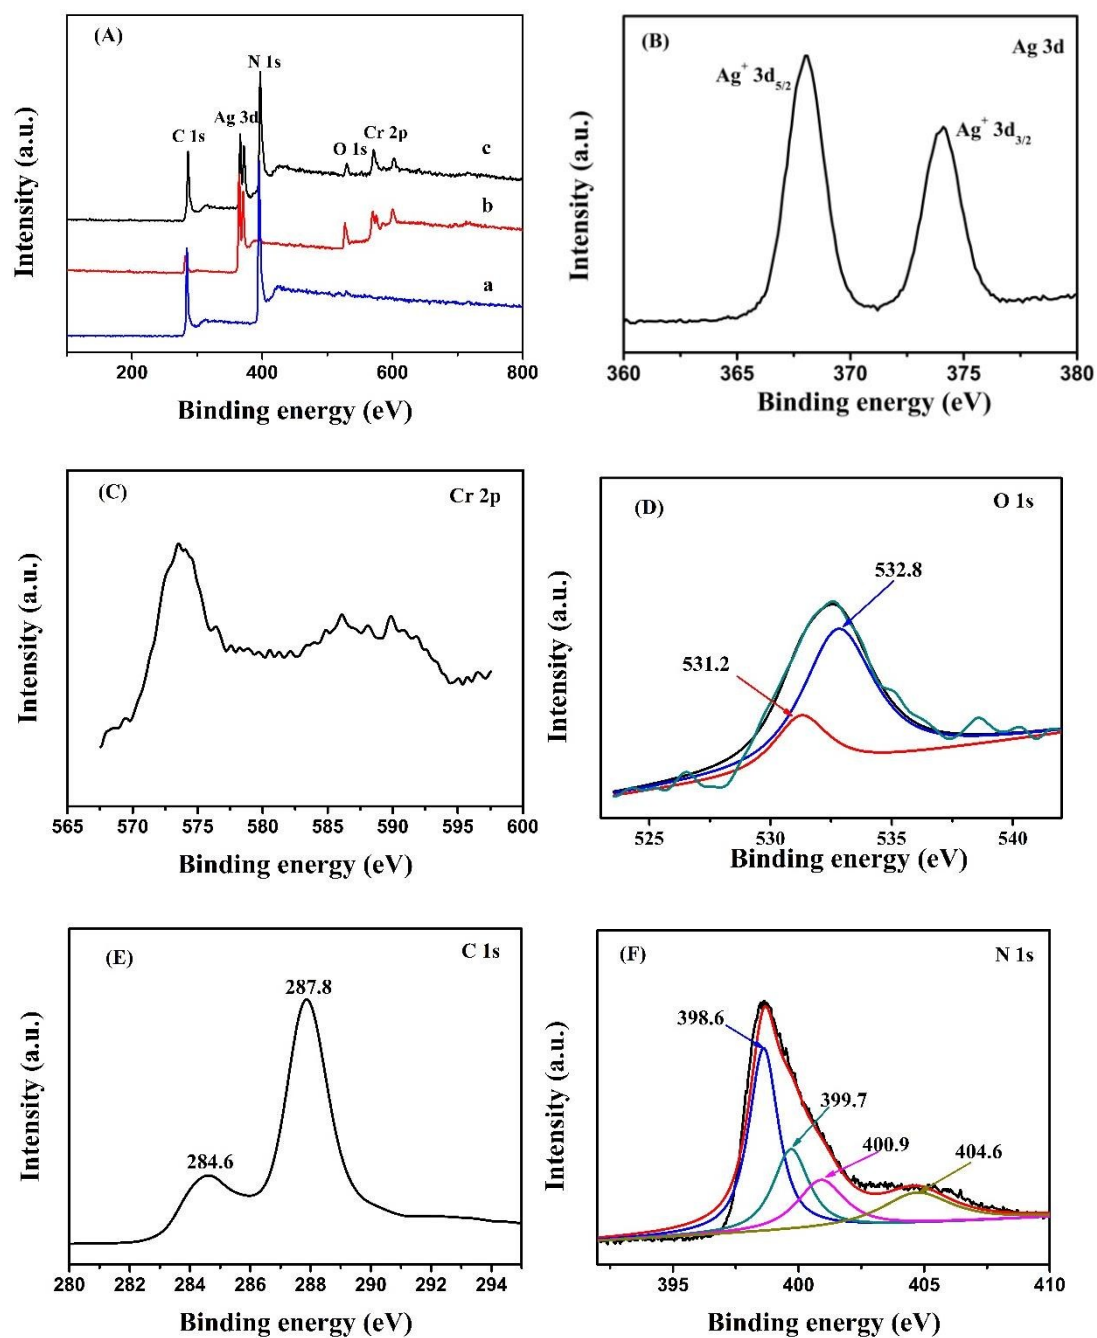 (A)
N 1s
Ag 3d
C 1s
Cr 2p
O 1s
c
b
a
Intensity (a.u.)
200 400 600 800
Binding energy (eV)
(B)
Ag 3d
Ag⁺ 3d₅/₂
Ag⁺ 3d₃/₂
Intensity (a.u.)
360 365 370 375 380
Binding energy (eV)
(C)
Cr 2p
Intensity (a.u.)
565 570 575 580 585 590 595 600
Binding energy (eV)
(D)
O 1s
532.8
531.2
Intensity (a.u.)
525 530 535 540
Binding energy (eV)
(E)
C 1s
287.8
284.6
Intensity (a.u.)
280 282 284 286 288 290 292 294
Binding energy (eV)
(F)
N 1s
398.6
399.7
400.9
404.6
Intensity (a.u.)
395 400 405 410
Binding energy (eV)